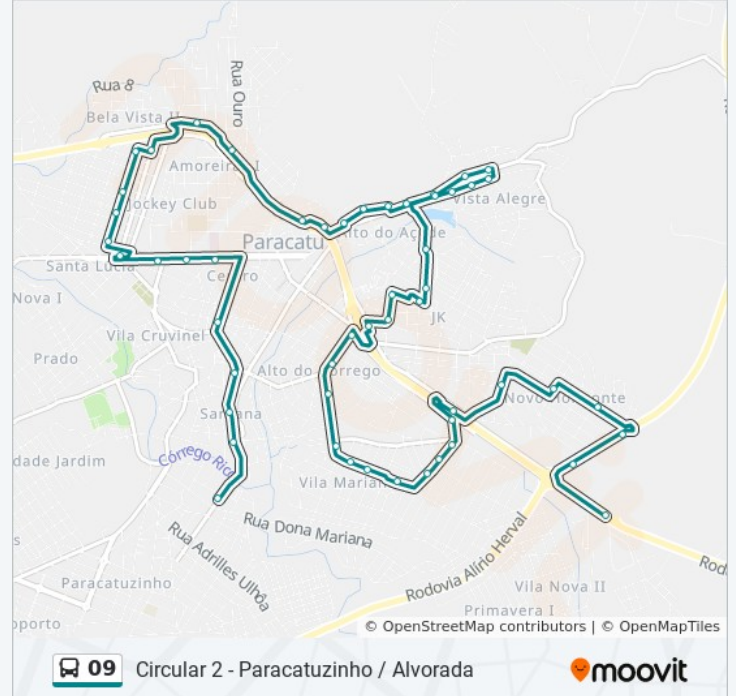 Rua 8
Rua Ouro
Bela Vista II
Amoreira I
Jockey Club
Vista Alegre
Paracatu
Alto do Açude
Santa Lúcia
Centro
Nova I
JK
Vila Cruvinel
Prado
Alto do Córrego
Novo Horizonte
Santana
Córrego Rico
dade Jardim
Vila Mariana
Rua Dona Mariana
Rua Adrilles Ulhôa
Rodovia Alírio Herval
Rod
s
Paracatuzinho
Vila Nova II
Primavera I
oporto
© OpenStreetMap contributors | © OpenMapTiles
09 Circular 2 - Paracatuzinho / Alvorada
moovit